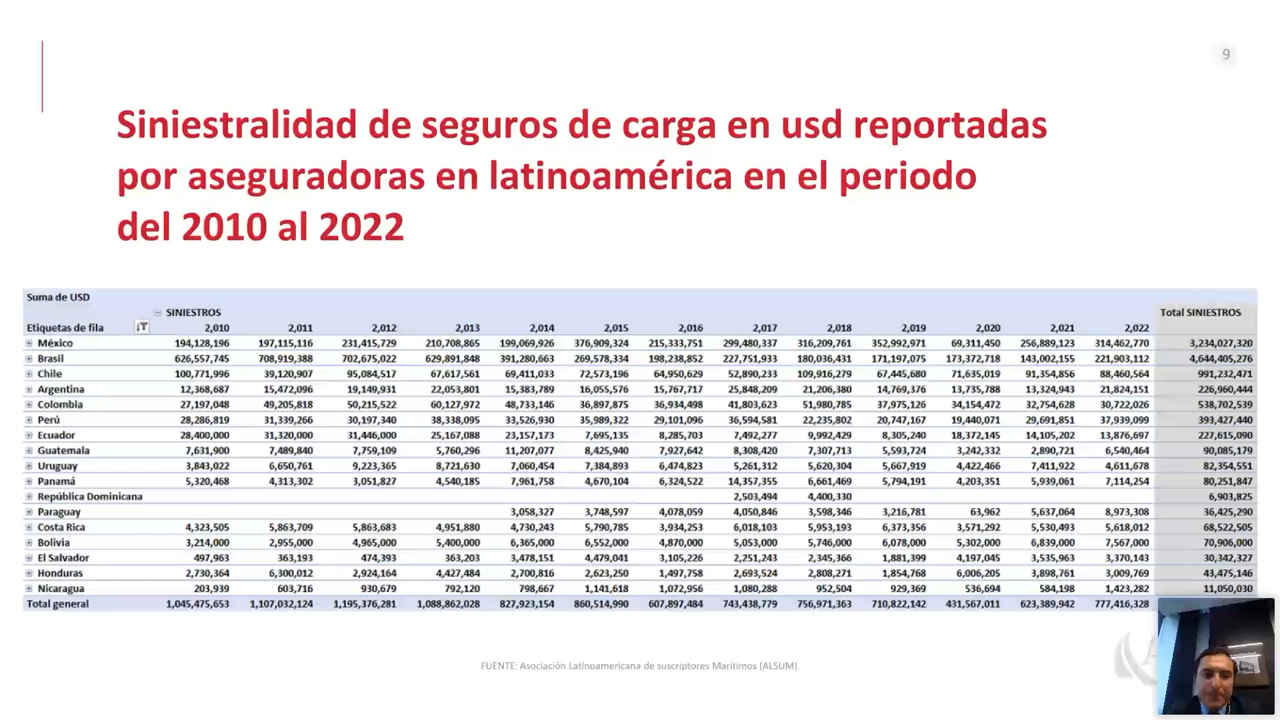 9
Siniestralidad de seguros de carga en usd reportadas
por aseguradoras en latinoamérica en el periodo
del 2010 al 2022
Suma de USD
SINIESTROS Total SINIESTROS
Etiquetas de fila 2,010 2,011 2,012 2,013 2,014 2,015 2,016 2,017 2,018 2,019 2,020 2,021 2,022
México 194,128,196 197,115,116 231,415,729 210,708,865 199,069,926 376,909,324 215,333,751 299,480,337 316,209,761 352,992,971 69,311,450 256,889,123 314,462,770 3,234,027,320
Brasil 626,557,745 708,919,388 702,675,022 629,891,848 391,280,663 269,578,334 198,238,852 227,751,933 180,036,431 171,197,075 173,372,718 143,002,155 221,903,112 4,644,405,276
Chile 100,771,996 39,120,907 95,084,517 67,617,561 69,411,033 72,573,196 64,950,629 52,890,233 109,916,279 67,445,680 71,635,019 91,354,856 88,460,564 991,232,471
Argentina 12,368,687 15,472,096 19,149,931 22,053,801 15,383,789 16,055,576 15,767,717 25,848,209 21,206,380 14,769,376 13,735,788 13,324,943 21,824,151 226,960,444
Colombia 27,197,048 49,205,818 50,215,522 60,127,972 48,733,146 36,897,875 36,934,498 41,803,623 51,980,785 37,975,126 34,154,472 32,754,628 30,722,026 538,702,539
Perú 28,286,819 31,339,266 30,197,340 38,338,095 33,526,930 35,989,322 29,101,096 36,594,581 22,235,802 20,747,167 19,440,071 29,691,851 37,939,099 393,427,440
Ecuador 28,400,000 31,320,000 31,446,000 25,167,088 23,157,173 7,695,135 8,285,703 7,492,277 9,992,429 8,305,240 18,372,145 14,105,202 13,876,697 227,615,090
Guatemala 7,631,900 7,489,840 7,759,109 5,760,296 11,207,077 8,425,940 7,927,642 8,308,420 7,307,713 5,593,724 3,242,332 2,890,721 6,540,464 90,085,179
Uruguay 3,843,022 6,650,761 9,223,365 8,721,630 7,060,454 7,384,893 6,474,823 5,261,312 5,620,304 5,667,919 4,422,466 7,411,922 4,611,678 82,354,551
Panamá 5,320,468 4,313,302 3,051,827 4,540,185 7,961,758 4,670,104 6,324,522 14,357,355 6,661,469 5,794,191 4,203,351 5,939,061 7,114,254 80,251,847
República Dominicana 2,503,494 4,400,330 6,903,825
Paraguay 3,058,327 3,748,597 4,078,059 4,050,846 3,598,346 3,216,781 63,962 5,637,064 8,973,308 36,425,290
Costa Rica 4,323,505 5,863,709 5,863,683 4,951,880 4,730,243 5,790,785 3,934,253 6,018,103 5,953,193 6,373,356 3,571,292 5,530,493 5,618,012 68,522,505
Bolivia 3,214,000 2,955,000 4,965,000 5,400,000 6,365,000 6,552,000 4,870,000 5,053,000 5,746,000 6,078,000 5,302,000 6,839,000 7,567,000 70,906,000
El Salvador 497,963 363,193 474,393 363,203 3,478,151 4,479,041 3,105,226 2,251,243 2,345,366 1,881,399 4,197,045 3,535,963 3,370,143 30,342,327
Honduras 2,730,364 6,300,012 2,924,164 4,427,484 2,700,816 2,623,250 1,497,758 2,693,524 2,808,271 1,854,768 6,006,205 3,898,761 3,009,769 43,475,146
Nicaragua 203,939 603,716 930,679 792,120 798,667 1,141,618 1,072,956 1,080,288 952,504 929,369 536,694 584,198 1,423,282 11,050,030
Total general 1,045,475,653 1,107,032,124 1,195,376,281 1,088,862,028 827,923,154 860,514,990 607,897,484 743,438,779 756,971,363 710,822,142 431,567,011 623,389,942 777,416,328
FUENTE: Asociación Latinoamericana de suscriptores Marítimos (ALSUM).